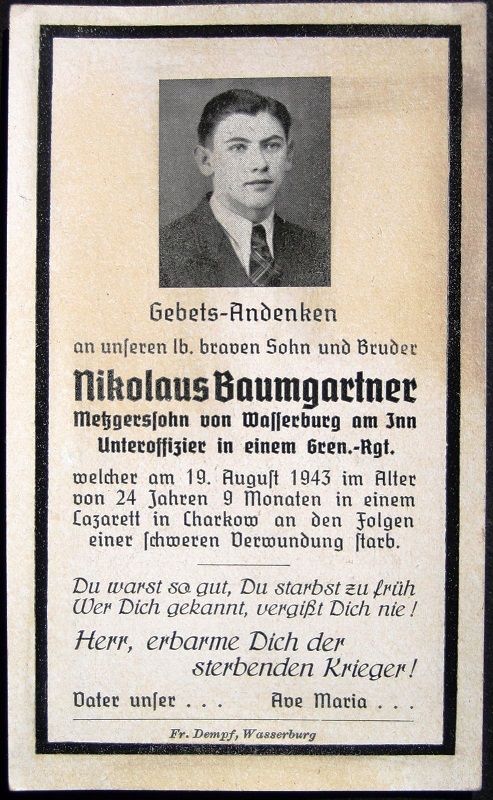 Gebets-Andenken
an unseren lb. braven Sohn und Bruder
Nikolaus Baumgartner
Metzgerssohn von Wasserburg am Inn
Unteroffizier in einem Gren.-Rgt.
welcher am 19. August 1943 im Alter
von 24 Jahren 9 Monaten in einem
Lazarett in Charkow an den Folgen
einer schweren Verwundung starb.
Du warst so gut, Du starbst zu früh
Wer Dich gekannt, vergißt Dich nie!
Herr, erbarme Dich der
sterbenden Krieger!
Vater unser . . . Ave Maria . . .
Fr. Dempf, Wasserburg